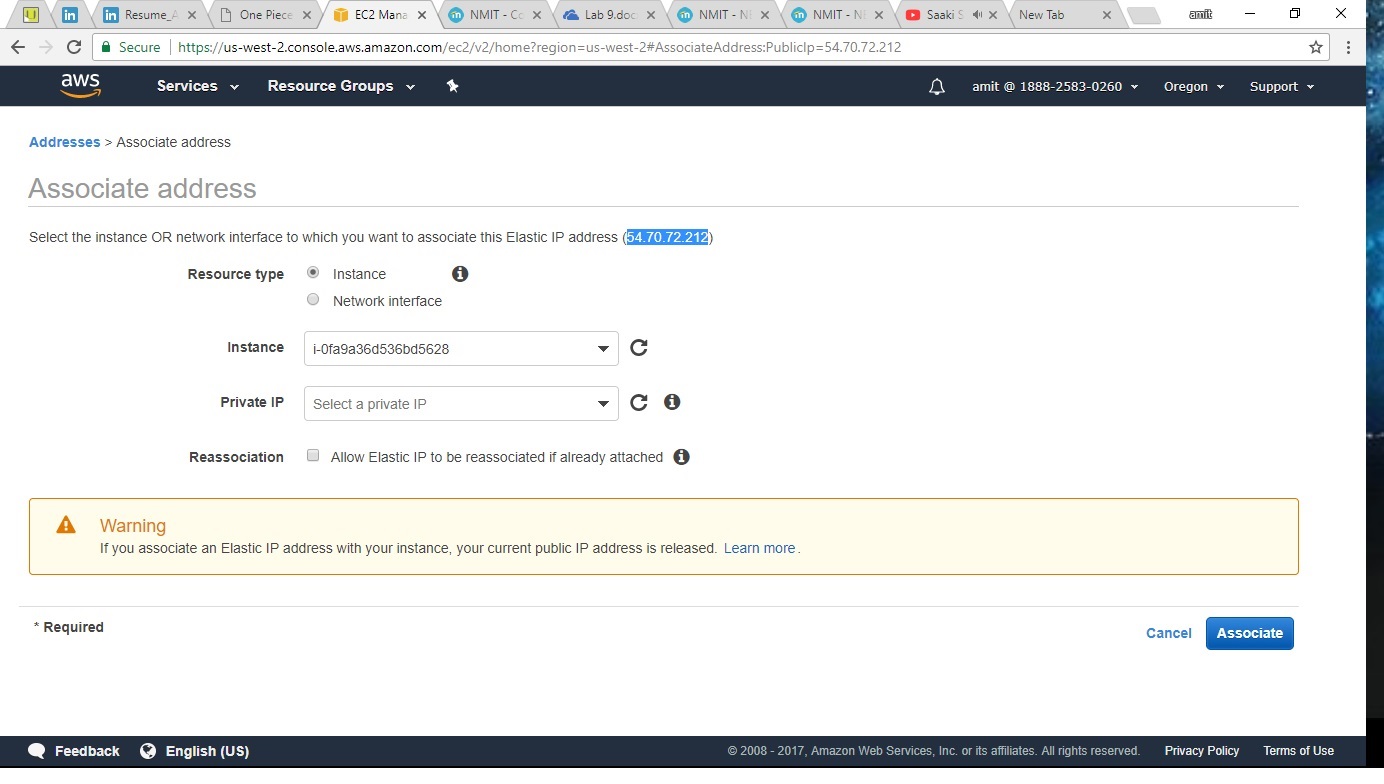 Resume_A
One Piece
EC2 Mana
NMIT - Co
Lab 9.doc
NMIT - NE
NMIT - NE
Saaki S
New Tab
amit
Secure https://us-west-2.console.aws.amazon.com/ec2/v2/home?region=us-west-2#AssociateAddress:PublicIp=54.70.72.212
aws Services Resource Groups amit @ 1888-2583-0260 Oregon Support
Addresses > Associate address
Associate address
Select the instance OR network interface to which you want to associate this Elastic IP address (54.70.72.212)
Resource type Instance
Network interface
Instance i-0fa9a36d536bd5628
Private IP Select a private IP
Reassociation Allow Elastic IP to be reassociated if already attached
Warning
If you associate an Elastic IP address with your instance, your current public IP address is released. Learn more.
* Required
Cancel Associate
Feedback English (US) © 2008 - 2017, Amazon Web Services, Inc. or its affiliates. All rights reserved. Privacy Policy Terms of Use